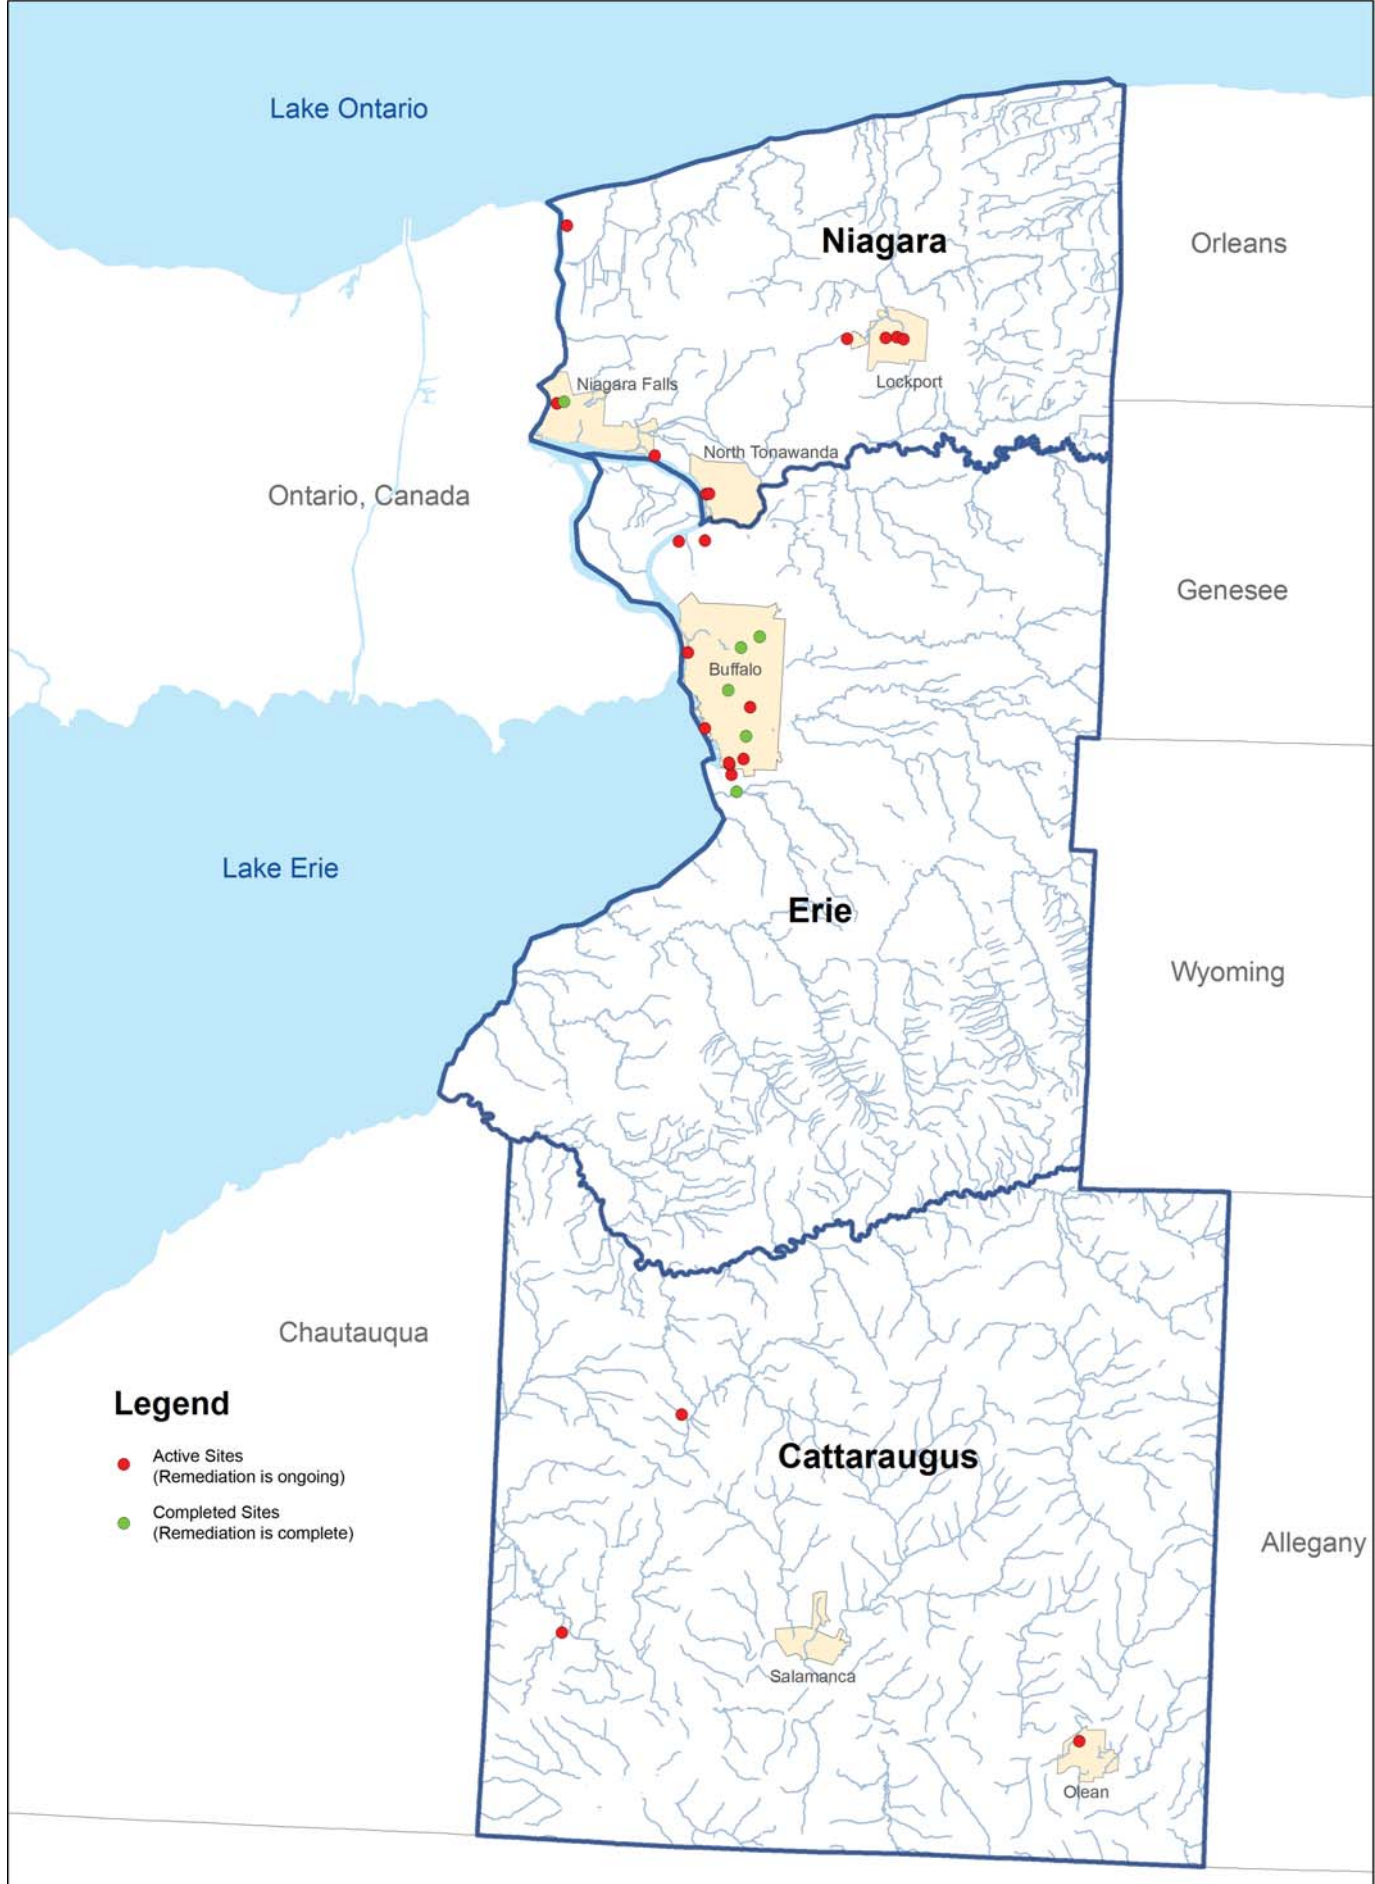 Lake Ontario
Niagara
Orleans
Niagara Falls
Lockport
North Tonawanda
Ontario, Canada
Genesee
Buffalo
Lake Erie
Erie
Wyoming
Chautauqua
Legend
Active Sites
(Remediation is ongoing)
Completed Sites
(Remediation is complete)
Cattaraugus
Allegany
Salamanca
Olean